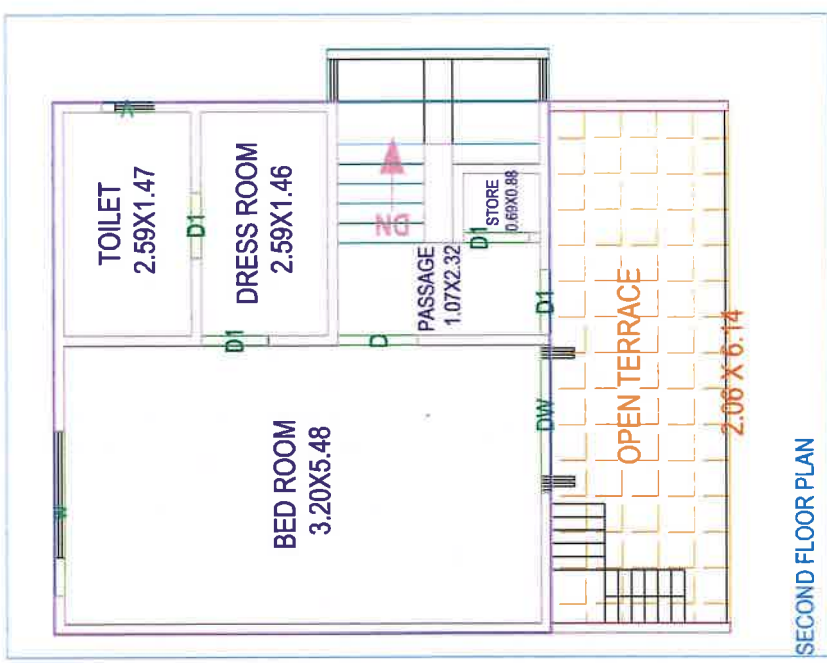 TOILET
2.59X1.47
D1
DRESS ROOM
2.59X1.46
DN
STORE
0.69X0.88
D1
PASSAGE
1.07X2.32
D1
D
D1
BED ROOM
3.20X5.48
W
DW
OPEN TERRACE
2.06 X 6.14
SECOND FLOOR PLAN